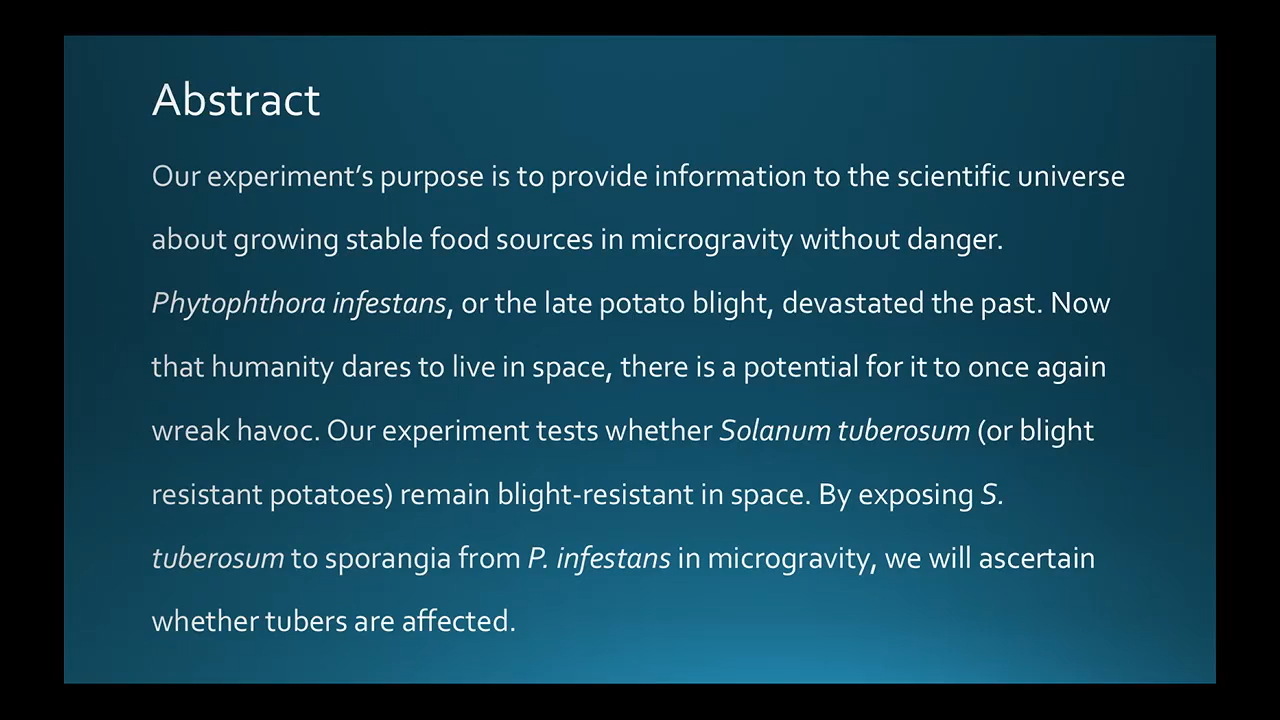 Abstract
Our experiment’s purpose is to provide information to the scientific universe
about growing stable food sources in microgravity without danger.
Phytophthora infestans, or the late potato blight, devastated the past. Now
that humanity dares to live in space, there is a potential for it to once again
wreak havoc. Our experiment tests whether Solanum tuberosum (or blight
resistant potatoes) remain blight-resistant in space. By exposing S.
tuberosum to sporangia from P. infestans in microgravity, we will ascertain
whether tubers are affected.